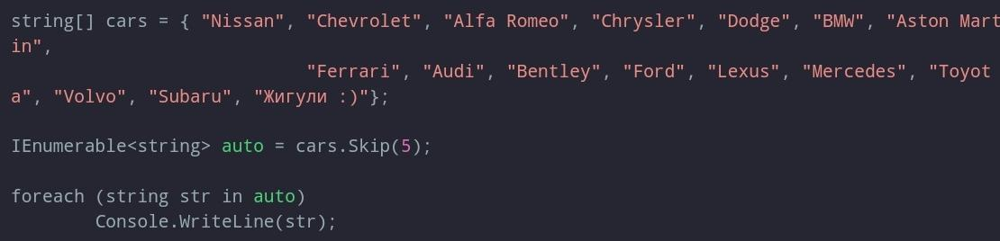 string[] cars = { "Nissan", "Chevrolet", "Alfa Romeo", "Chrysler", "Dodge", "BMW", "Aston Mart
in",
"Ferrari", "Audi", "Bentley", "Ford", "Lexus", "Mercedes", "Toyot
a", "Volvo", "Subaru", "Жигули :)"};
IEnumerable<string> auto = cars.Skip(5);
foreach (string str in auto)
Console.WriteLine(str);